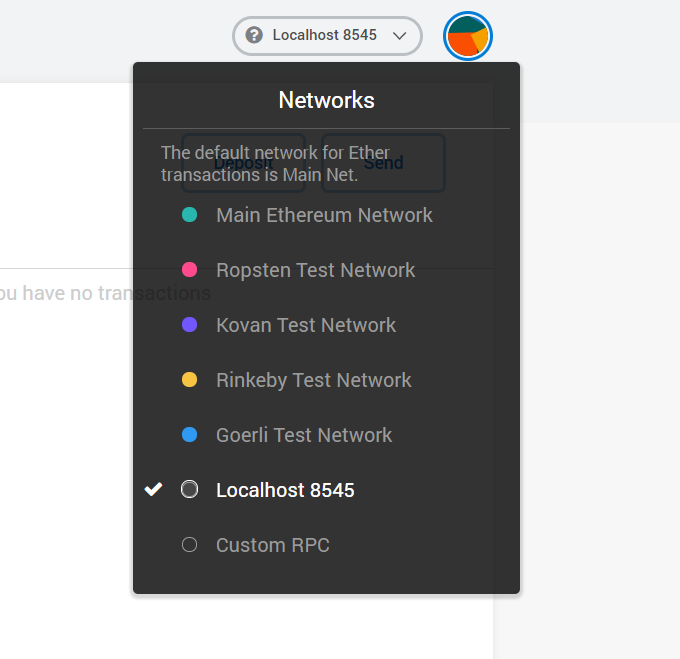 Localhost 8545
Networks
The default network for Ether
transactions is Main Net.
Deposit
Send
Main Ethereum Network
Ropsten Test Network
ou have no transactions
Kovan Test Network
Rinkeby Test Network
Goerli Test Network
Localhost 8545
Custom RPC